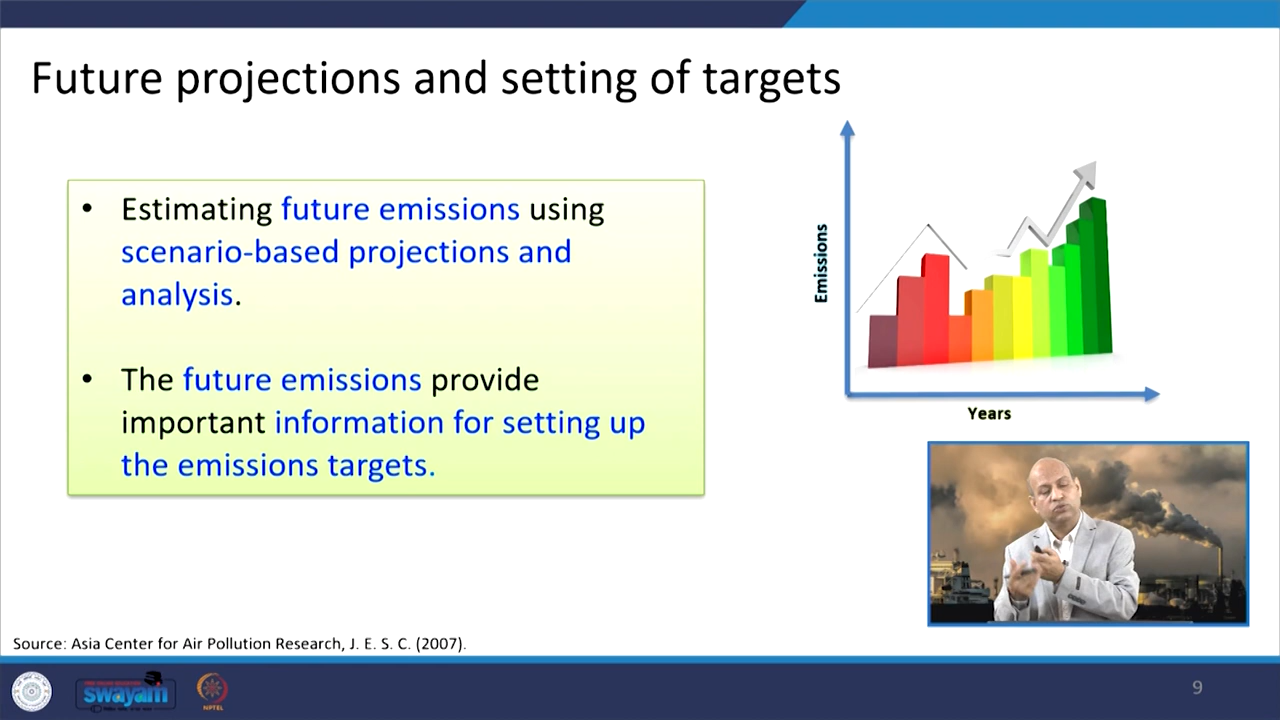 Future projections and setting of targets
• Estimating future emissions using
scenario-based projections and
analysis.
• The future emissions provide
important information for setting up
the emissions targets.
Emissions
Years
Source: Asia Center for Air Pollution Research, J. E. S. C. (2007).
swayam
NPTEL
9